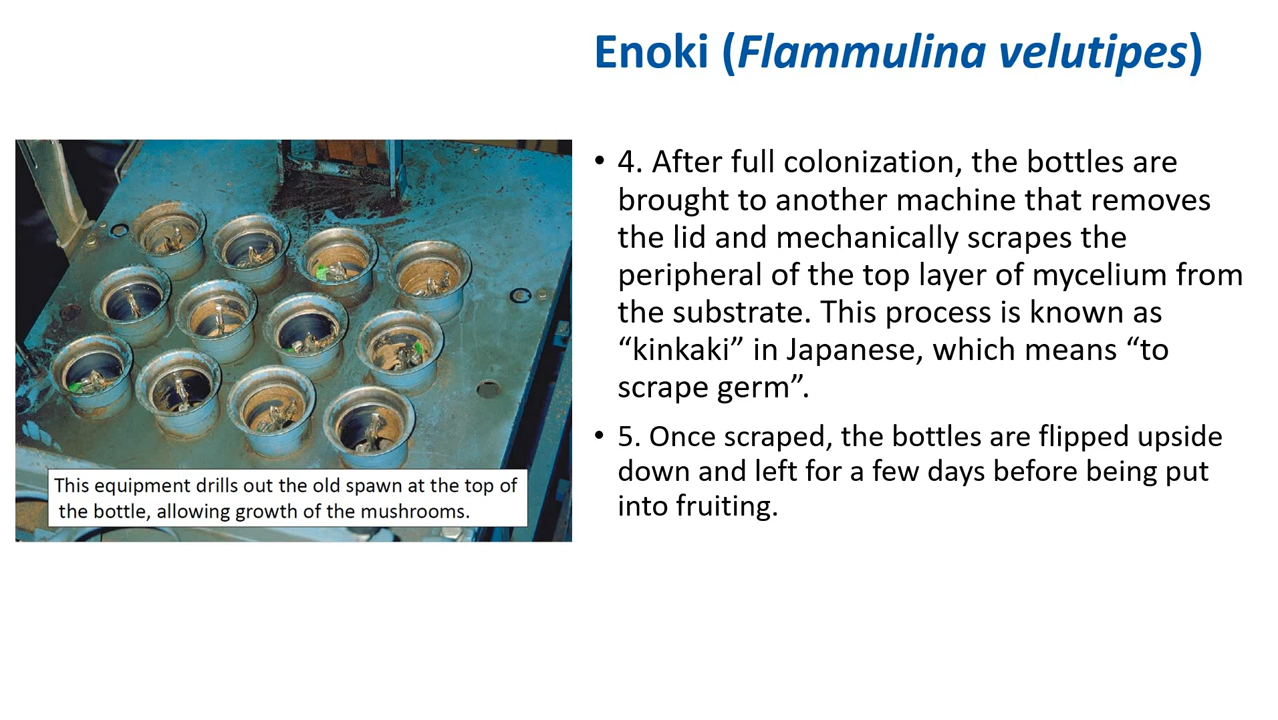 Enoki (Flammulina velutipes)
• 4. After full colonization, the bottles are
brought to another machine that removes
the lid and mechanically scrapes the
peripheral of the top layer of mycelium from
the substrate. This process is known as
“kinkaki” in Japanese, which means “to
scrape germ”.
• 5. Once scraped, the bottles are flipped upside
down and left for a few days before being put
into fruiting.
This equipment drills out the old spawn at the top of
the bottle, allowing growth of the mushrooms.